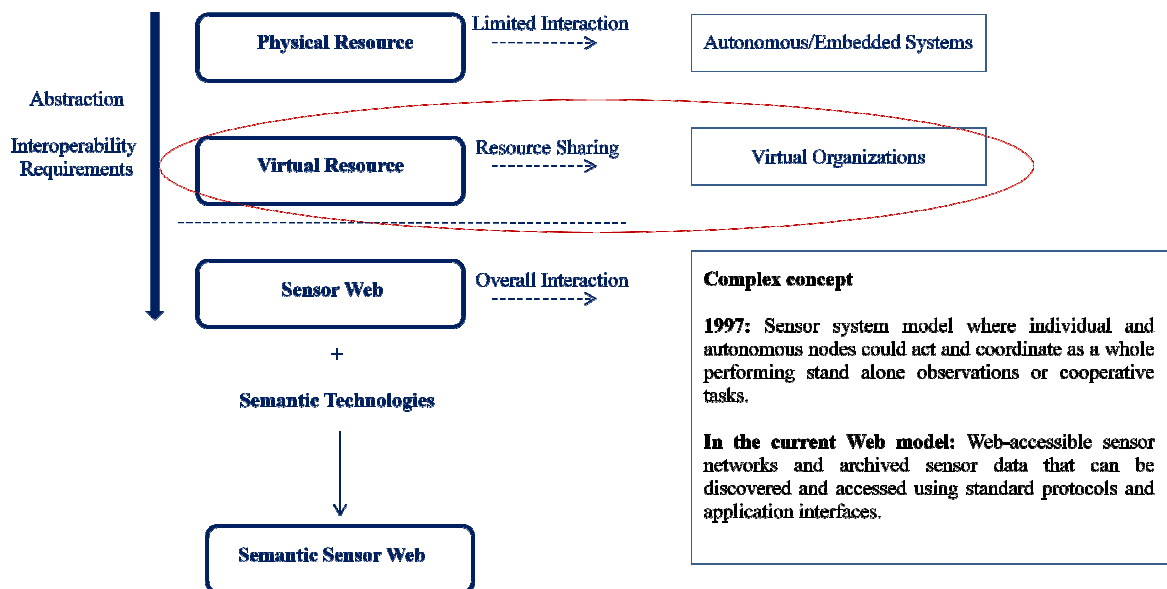 Physical Resource
Limited Interaction
Autonomous/Embedded Systems
Abstraction
Interoperability
Requirements
Virtual Resource
Resource Sharing
Virtual Organizations
Sensor Web
Overall Interaction
+
Semantic Technologies
Semantic Sensor Web
Complex concept
1997: Sensor system model where individual and
autonomous nodes could act and coordinate as a whole
performing stand alone observations or cooperative
tasks.
In the current Web model: Web-accessible sensor
networks and archived sensor data that can be
discovered and accessed using standard protocols and
application interfaces.